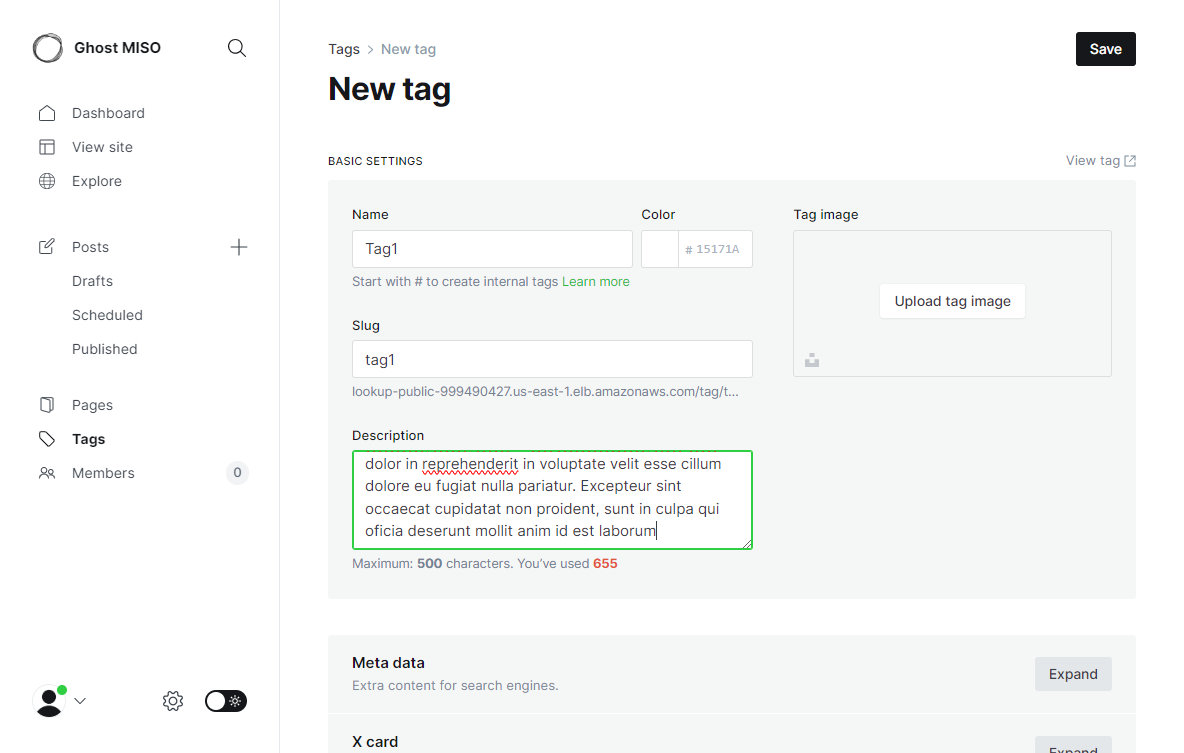 Ghost MISO
Dashboard
View site
Explore
Posts
Drafts
Scheduled
Published
Pages
Tags
Members
0
Tags > New tag
Save
New tag
BASIC SETTINGS
View tag
Name
Color
Tag image
Tag1
# 15171A
Start with # to create internal tags Learn more
Upload tag image
Slug
tag1
lookup-public-999490427.us-east-1.elb.amazonaws.com/tag/t...
Description
dolor in reprehenderit in voluptate velit esse cillum
dolore eu fugiat nulla pariatur. Excepteur sint
occaecat cupidatat non proident, sunt in culpa qui
oficia deserunt mollit anim id est laborum
Maximum: 500 characters. You've used 655
Meta data
Extra content for search engines.
Expand
X card
Expand